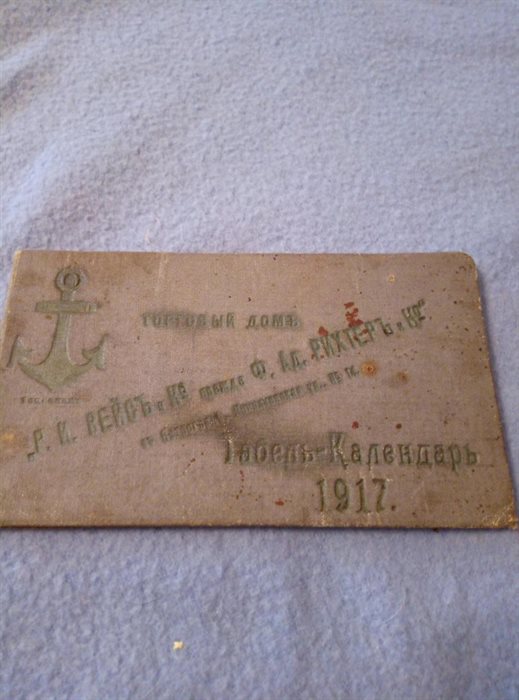 ТОРГОВЫЙ ДОМЪ
„Г. И. ВЕЙСЪ и Ко прежде Ф. АД. РИХТЕРЪ и Ко"
Табель-Календарь
1917.